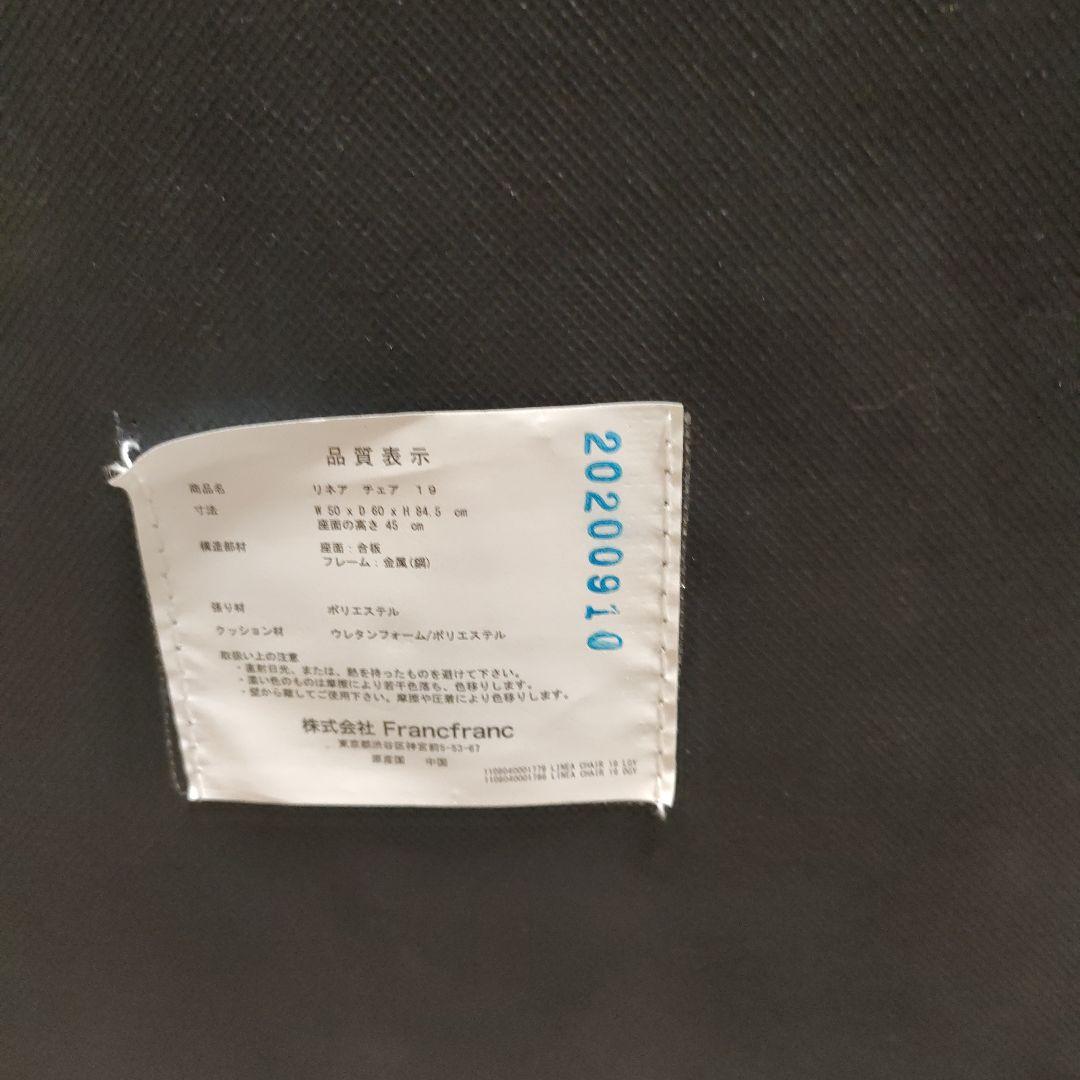 品質表示
商品名 リネア チェア 19
寸法 W 50 x D 60 x H 84.5 cm
座面の高さ 45 cm
構造部材 座面：合板
フレーム：金属(鋼)
張り材 ポリエステル
クッション材 ウレタンフォーム/ポリエステル
取扱い上の注意
・直射日光、または、熱を持ったものを避けて下さい。
・濃い色のものは摩擦により若干色落ち、色移りします。
・壁から離してご使用下さい。摩擦や圧着により色移りします。
株式会社 Francfranc
東京都渋谷区神宮前5-53-67
原産国 中国
1108040001779 LINEA CHAIR 19 LGY
1108040001786 LINEA CHAIR 19 DGY
20200910